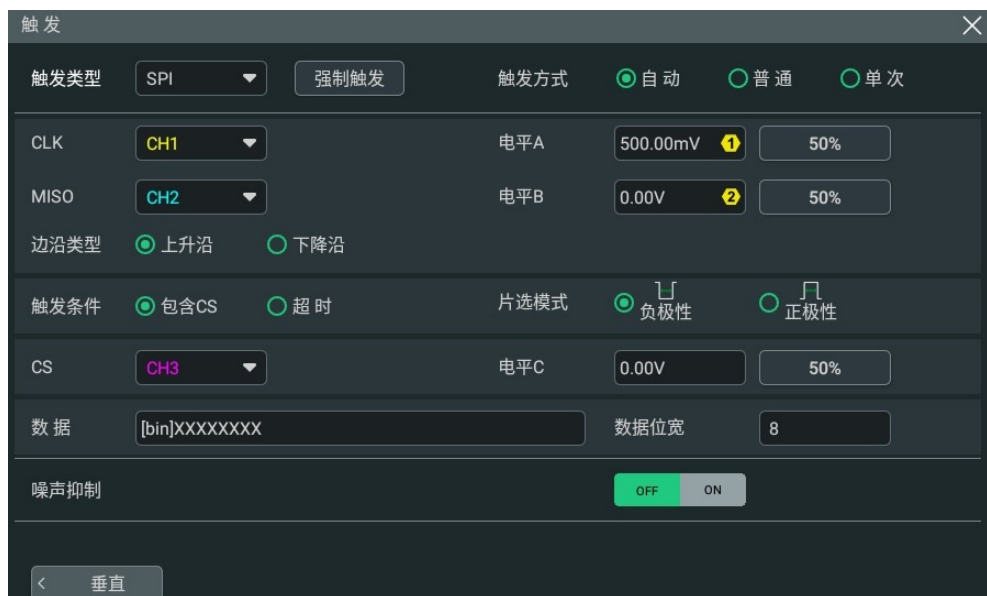 触 发
触发类型 SPI 强制触发 触发方式 自 动 普 通 单 次
CLK CH1 电平A 500.00mV 1 50%
MISO CH2 电平B 0.00V 2 50%
边沿类型 上升沿 下降沿
触发条件 包含CS 超 时 片选模式 负极性 正极性
CS CH3 电平C 0.00V 50%
数 据 [bin]XXXXXXXX 数据位宽 8
噪声抑制 OFF ON
垂直